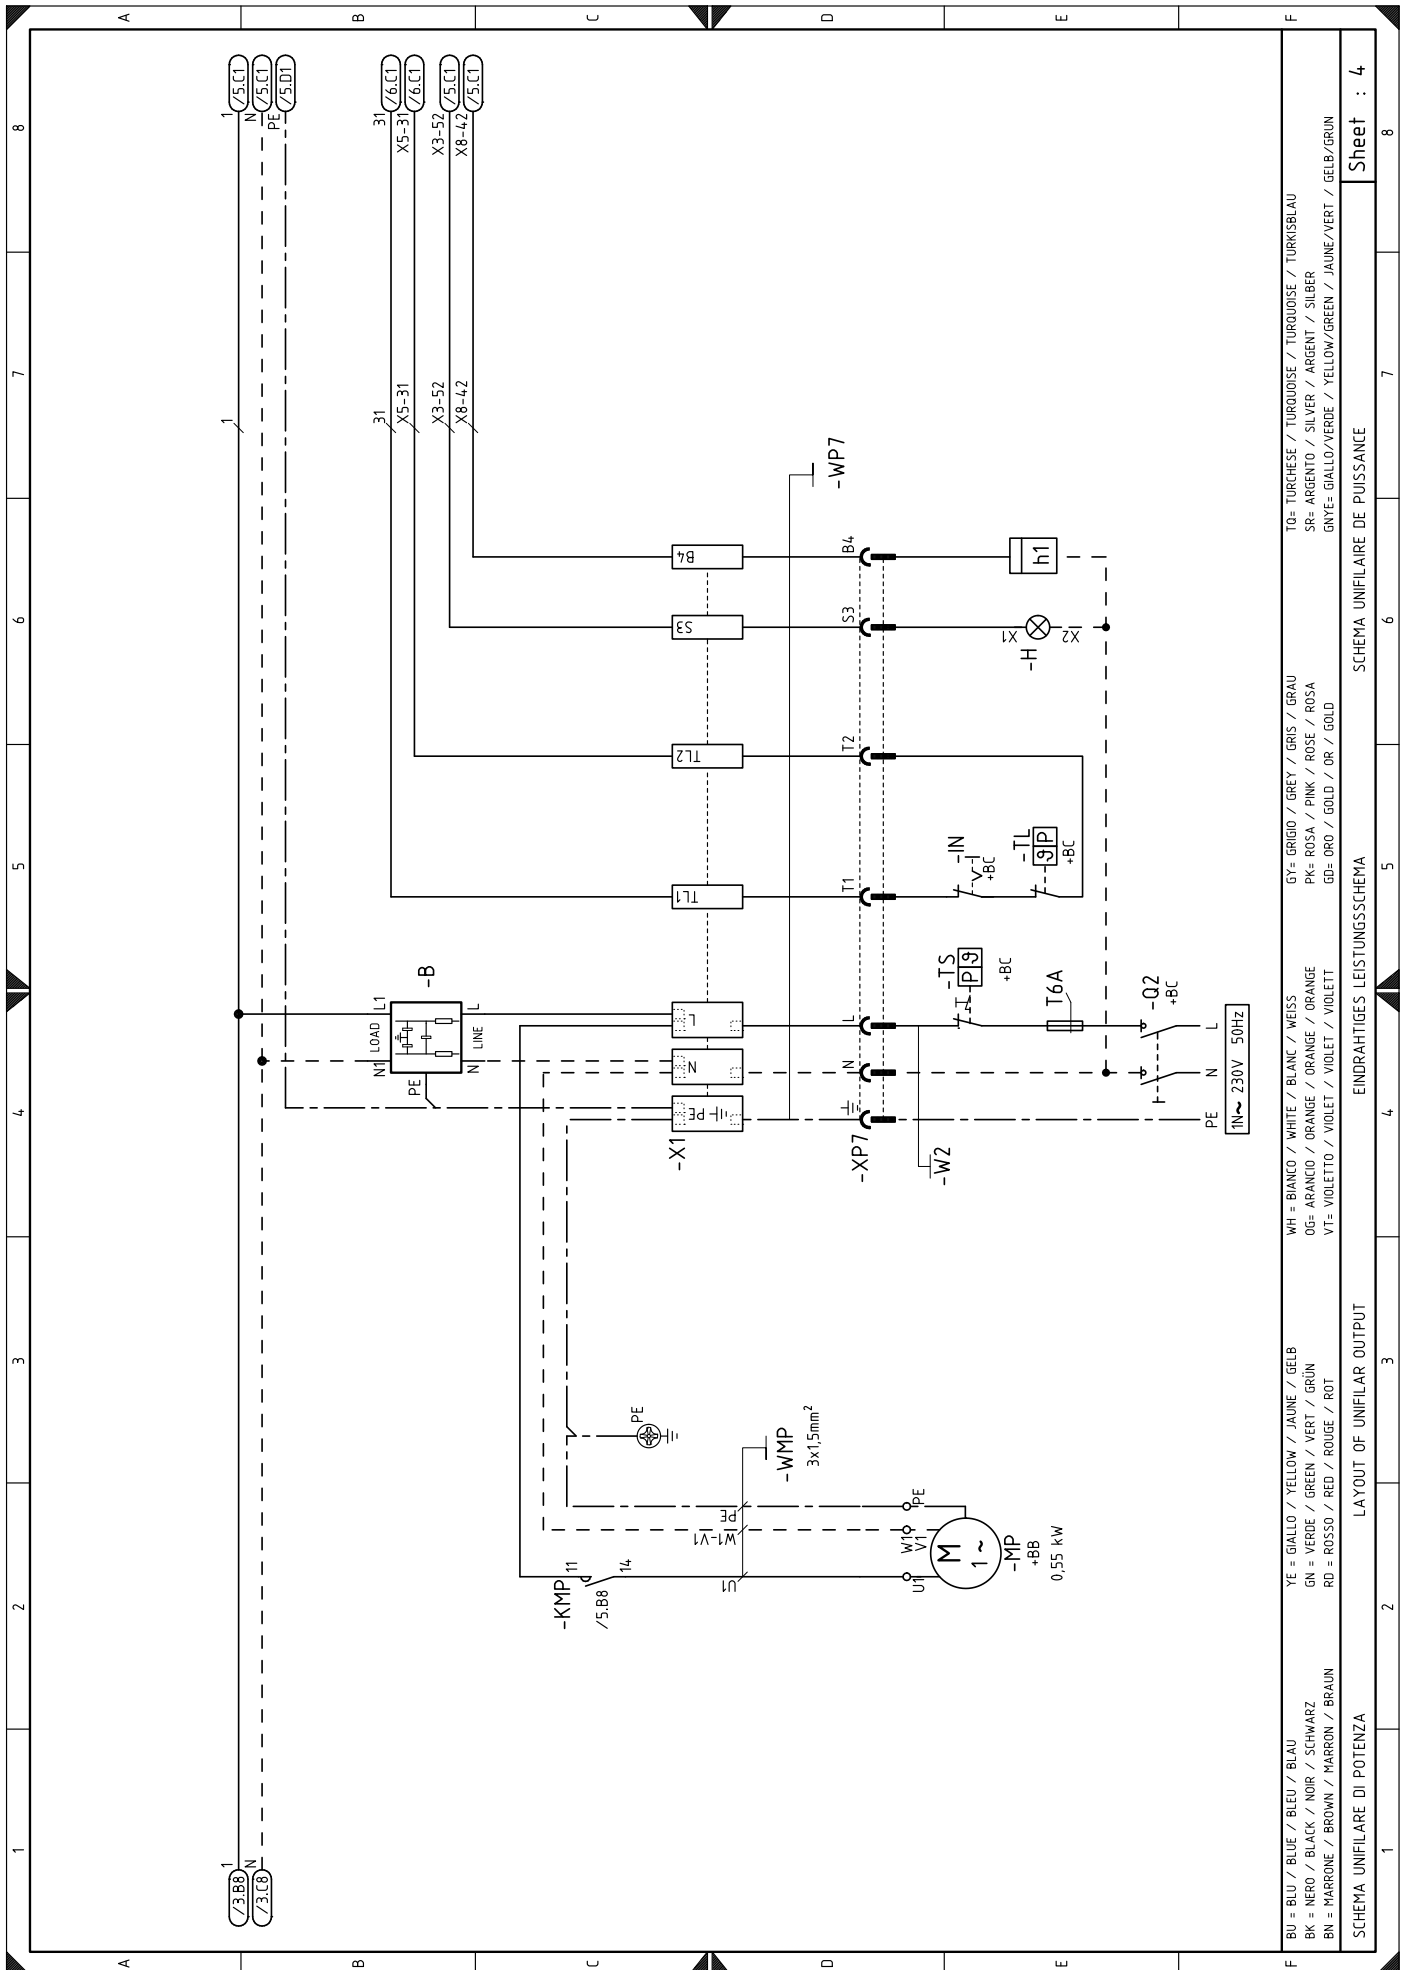 1 2 3 4 5 6 7 8
A
B
C
D
E
F
/3.B8 1
/3.C8 N
1
1 /5.C1
N /5.C1
PE /5.D1
31
X5-31
X3-52
X8-42
31 /6.C1
X5-31 /6.C1
X3-52 /5.C1
X8-42 /5.C1
N1 LOAD L1
-B
PE
N LINE L
-KMP 11
/5.B8
14
PE
-X1
PE N L TL1 TL2 S3 B4
U1 W1-V1 PE
-WMP
3x1,5mm²
-WP7
-XP7
N L T1 T2 S3 B4
-W2
U1 W1 V1 PE
M
1 ~
-MP
+BB
0,55 kW
-TS
P ϑ
+BC
-IN
+BC
-TL
ϑ P
+BC
-H
X1
X2
h1
T6A
-Q2
+BC
PE N L
1N~ 230V 50Hz
BU = BLU / BLUE / BLEU / BLAU
BK = NERO / BLACK / NOIR / SCHWARZ
BN = MARRONE / BROWN / MARRON / BRAUN
YE = GIALLO / YELLOW / JAUNE / GELB
GN = VERDE / GREEN / VERT / GRÜN
RD = ROSSO / RED / ROUGE / ROT
WH = BIANCO / WHITE / BLANC / WEISS
OG= ARANCIO / ORANGE / ORANGE / ORANGE
VT= VIOLETTO / VIOLET / VIOLET / VIOLETT
GY= GRIGIO / GREY / GRIS / GRAU
PK= ROSA / PINK / ROSE / ROSA
GD= ORO / GOLD / OR / GOLD
TQ= TURCHESE / TURQUOISE / TURQUOISE / TURKISBLAU
SR= ARGENTO / SILVER / ARGENT / SILBER
GNYE= GIALLO/VERDE / YELLOW/GREEN / JAUNE/VERT / GELB/GRUN
SCHEMA UNIFILARE DI POTENZA
LAYOUT OF UNIFILAR OUTPUT
EINDRAHTIGES LEISTUNGSSCHEMA
SCHEMA UNIFILAIRE DE PUISSANCE
Sheet : 4
1 2 3 4 5 6 7 8
A
B
C
D
E
F